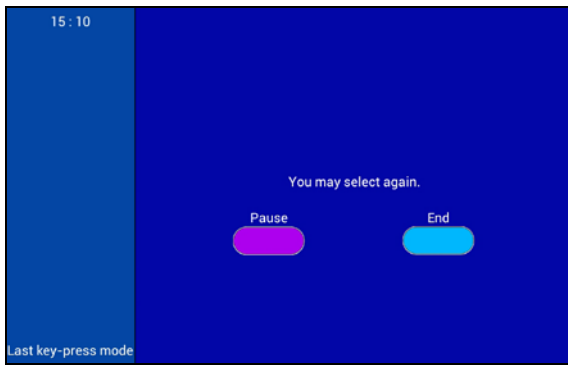 15 : 10
You may select again.
Pause
End
Last key-press mode